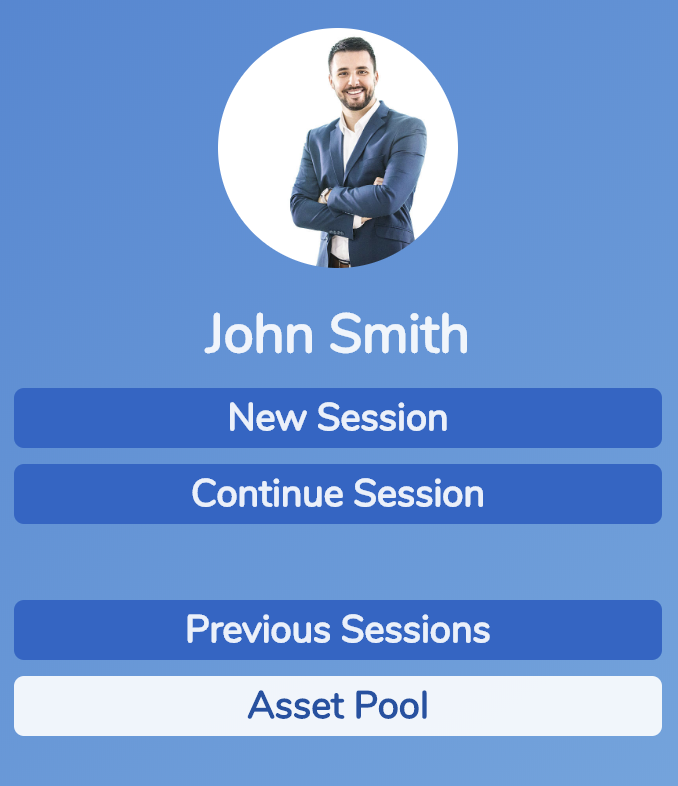 John Smith
New Session
Continue Session
Previous Sessions
Asset Pool